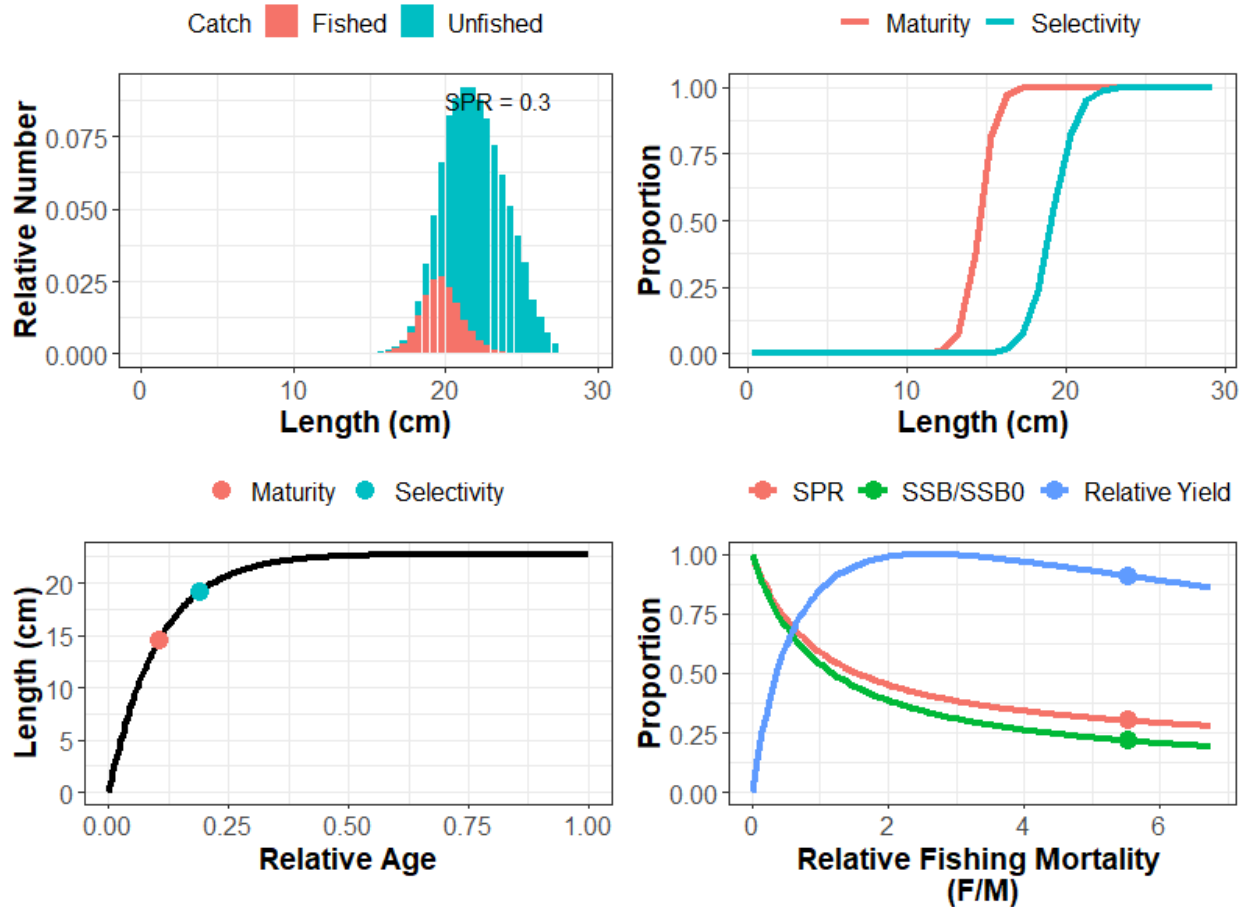 Catch Fished Unfished
SPR = 0.3
Relative Number
0.075
0.050
0.025
0.000
0 10 20 30
Length (cm)
Maturity Selectivity
Proportion
1.00
0.75
0.50
0.25
0.00
0 10 20 30
Length (cm)
Maturity Selectivity
Length (cm)
20
15
10
5
0
0.00 0.25 0.50 0.75 1.00
Relative Age
SPR SSB/SSB0 Relative Yield
Proportion
1.00
0.75
0.50
0.25
0.00
0 2 4 6
Relative Fishing Mortality
(F/M)